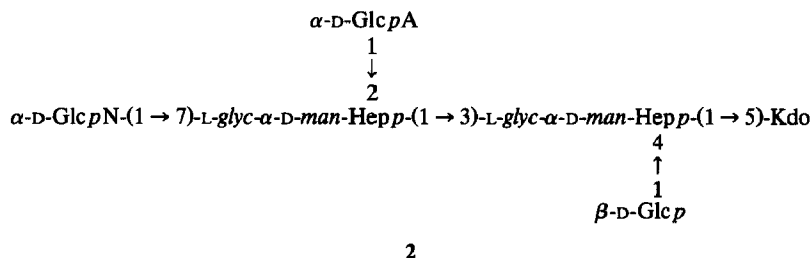 α-D-GlcpA
1
↓
2
α-D-GlcpN-(1 → 7)-L-glyc-α-D-man-Hepp-(1 → 3)-L-glyc-α-D-man-Hepp-(1 → 5)-Kdo
4
↑
1
β-D-Glcp
2